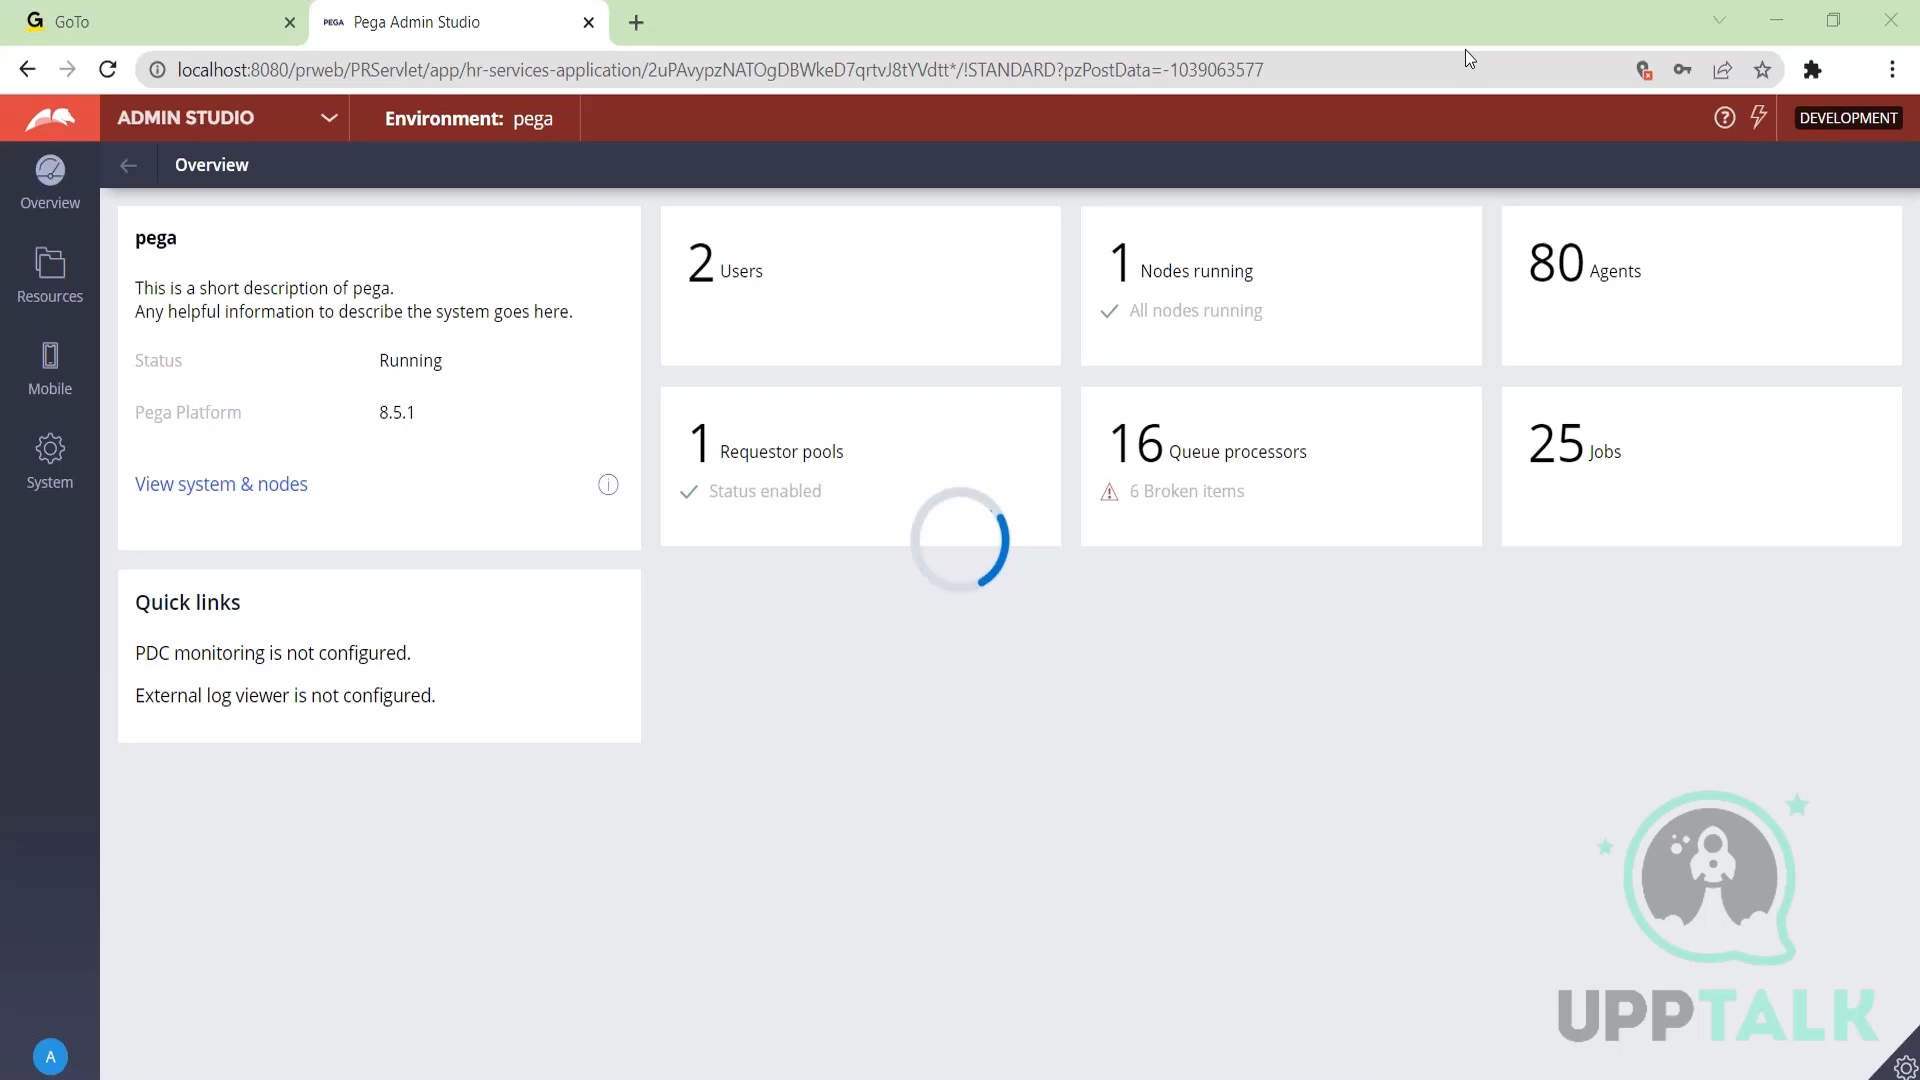 GoTo
PEGA Pega Admin Studio
localhost:8080/prweb/PRServlet/app/hr-services-application/2uPAvypzNATOgDBWkeD7qrtvJ8tYVdtt*/!STANDARD?pzPostData=-1039063577
ADMIN STUDIO
Environment: pega
DEVELOPMENT
Overview
Overview
Resources
Mobile
System
A
pega
This is a short description of pega.
Any helpful information to describe the system goes here.
Status Running
Pega Platform 8.5.1
View system & nodes
2 Users
1 Nodes running
All nodes running
80 Agents
1 Requestor pools
Status enabled
16 Queue processors
6 Broken items
25 Jobs
Quick links
PDC monitoring is not configured.
External log viewer is not configured.
UPPTALK